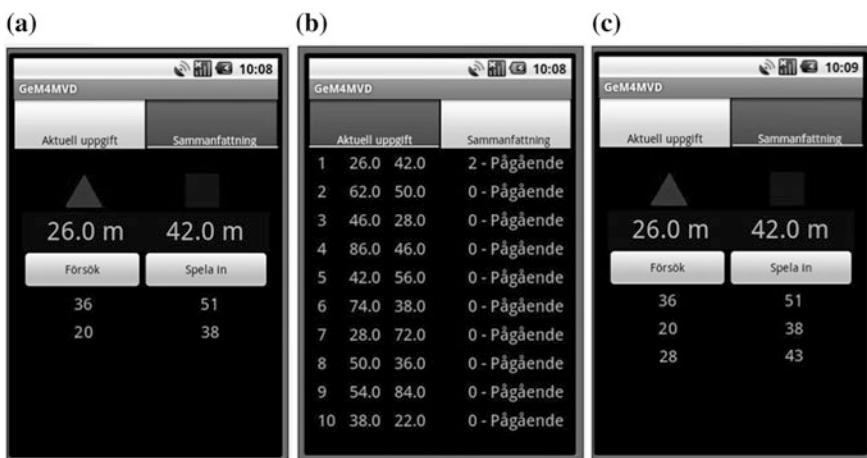 (a)
10:08
GeM4MVD
Aktuell uppgift Sammanfattning
26.0 m 42.0 m
Försök Spela in
36 51
20 38
(b)
10:08
GeM4MVD
Aktuell uppgift Sammanfattning
1 26.0 42.0 2 - Pågående
2 62.0 50.0 0 - Pågående
3 46.0 28.0 0 - Pågående
4 86.0 46.0 0 - Pågående
5 42.0 56.0 0 - Pågående
6 74.0 38.0 0 - Pågående
7 28.0 72.0 0 - Pågående
8 50.0 36.0 0 - Pågående
9 54.0 84.0 0 - Pågående
10 38.0 22.0 0 - Pågående
(c)
10:09
GeM4MVD
Aktuell uppgift Sammanfattning
26.0 m 42.0 m
Försök Spela in
36 51
20 38
28 43